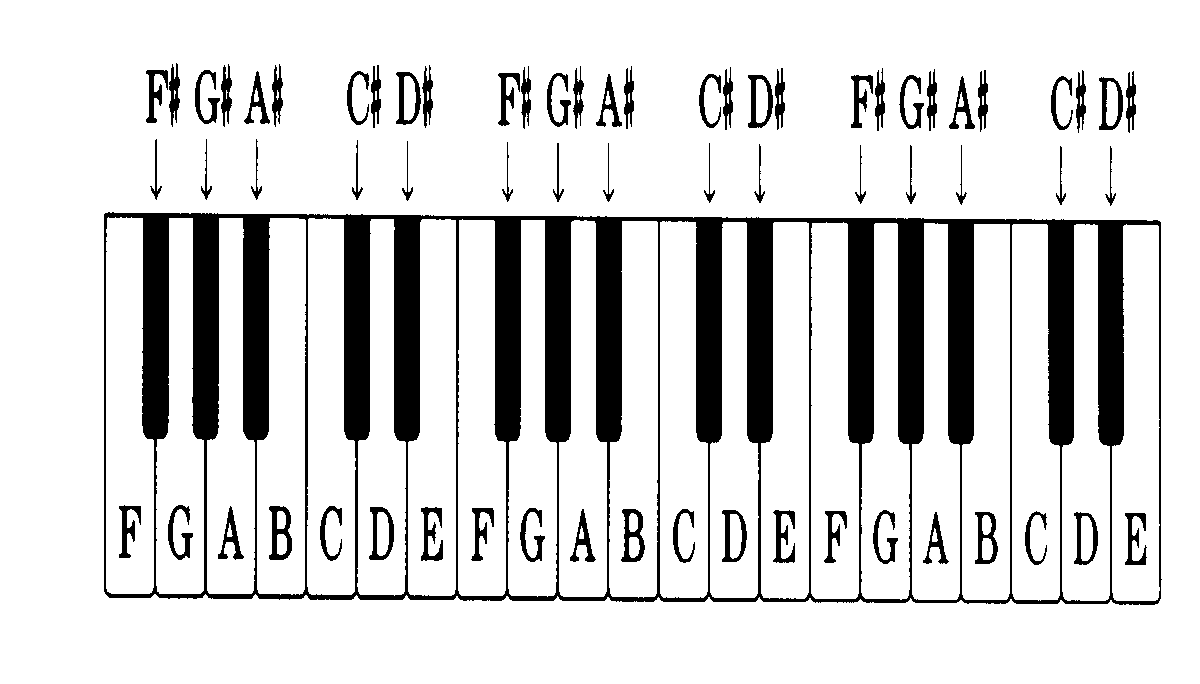 F♯ G♯ A♯ C♯ D♯ F♯ G♯ A♯ C♯ D♯ F♯ G♯ A♯ C♯ D♯
F G A B C D E F G A B C D E F G A B C D E